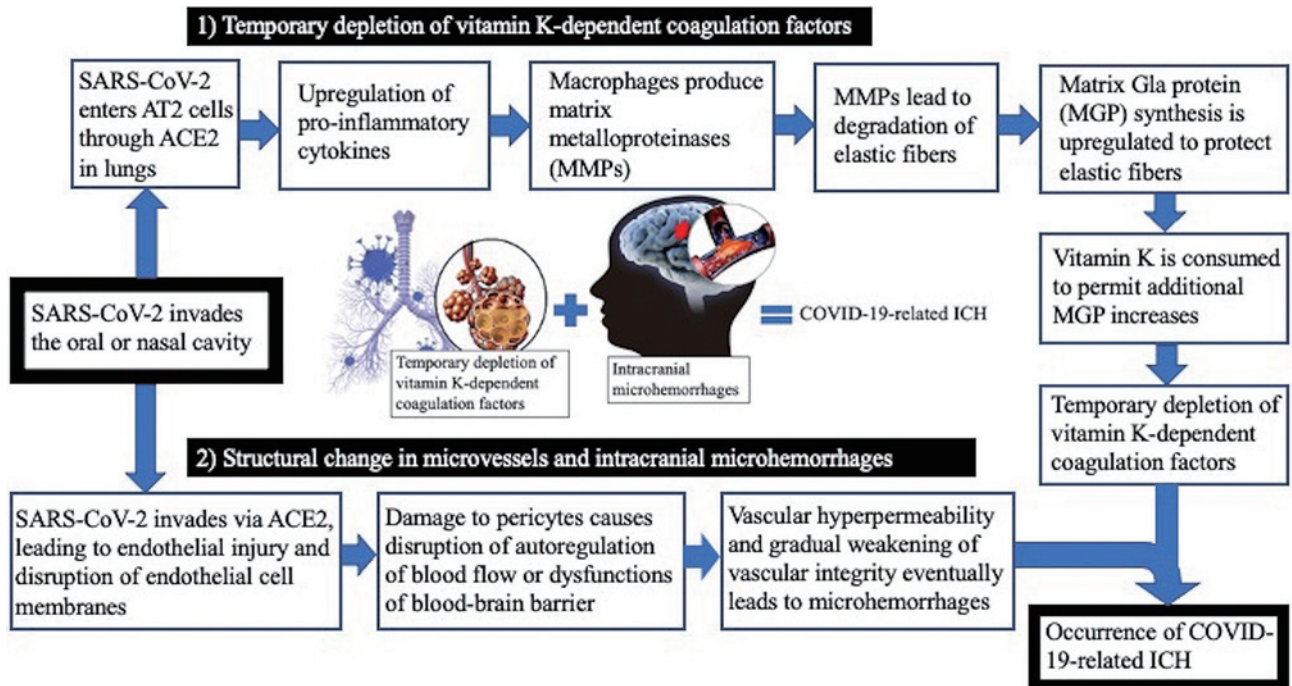 1) Temporary depletion of vitamin K-dependent coagulation factors
SARS-CoV-2
enters AT2 cells
through ACE2
in lungs
Upregulation of
pro-inflammatory
cytokines
Macrophages produce
matrix
metalloproteinases
(MMPs)
MMPs lead to
degradation of
elastic fibers
Matrix Gla protein
(MGP) synthesis is
upregulated to protect
elastic fibers
Vitamin K is consumed
to permit additional
MGP increases
Temporary depletion of
vitamin K-dependent
coagulation factors
SARS-CoV-2 invades
the oral or nasal cavity
COVID-19-related ICH
Temporary depletion of
vitamin K-dependent
coagulation factors
Intracranial
microhemorrhages
2) Structural change in microvessels and intracranial microhemorrhages
SARS-CoV-2 invades via ACE2,
leading to endothelial injury and
disruption of endothelial cell
membranes
Damage to pericytes causes
disruption of autoregulation
of blood flow or dysfunctions
of blood-brain barrier
Vascular hyperpermeability
and gradual weakening of
vascular integrity eventually
leads to microhemorrhages
Occurrence of COVID-
19-related ICH